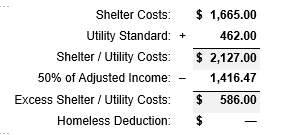 Shelter Costs: $ 1,665.00
Utility Standard: + 462.00
Shelter / Utility Costs: $ 2,127.00
50% of Adjusted Income: – 1,416.47
Excess Shelter / Utility Costs: $ 586.00
Homeless Deduction: $ —